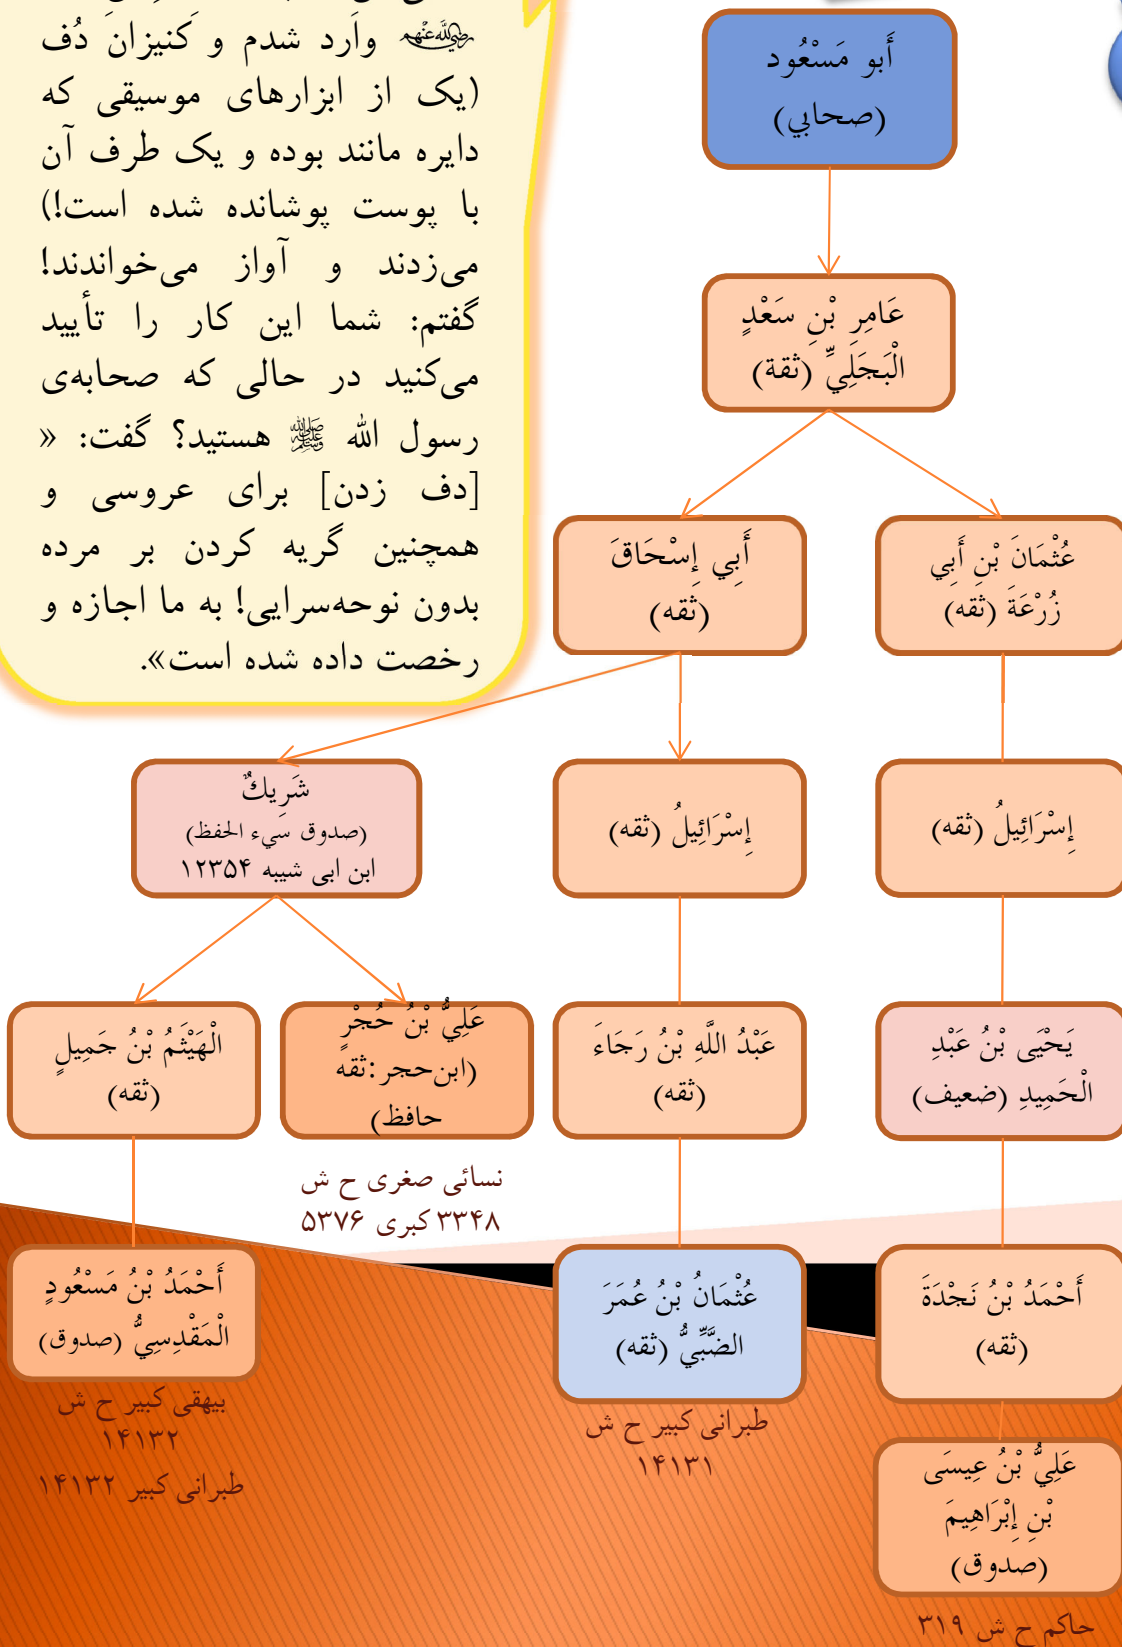 رضي الله عنهم وارد شدم و کنیزان دُف
(یک از ابزارهای موسیقی که
دایره مانند بوده و یک طرف آن
با پوست پوشانده شده است!)
می‌زدند و آواز می‌خواندند!
گفتم: شما این کار را تأیید
می‌کنید در حالی که صحابه‌ی
رسول الله ﷺ هستید؟ گفت: «
[دف زدن] برای عروسی و
همچنین گریه کردن بر مرده
بدون نوحه‌سرایی! به ما اجازه و
رخصت داده شده است».
أَبو مَسْعُود
(صحابي)
عَامِرِ بْنِ سَعْدٍ
الْبَجَلِيِّ (ثقة)
عُثْمَانَ بْنِ أَبِي
زُرْعَةَ (ثقه)
أَبِي إِسْحَاقَ
(ثقه)
إِسْرَائِيلُ (ثقه)
إِسْرَائِيلُ (ثقه)
شَرِيكٌ
(صدوق سيء الحفظ)
ابن ابی شیبه ۱۲۳۵۴
يَحْيَى بْنُ عَبْدِ
الْحَمِيدِ (ضعیف)
عَبْدُ اللَّهِ بْنُ رَجَاءَ
(ثقه)
عَلِيُّ بْنُ حُجْرٍ
(ابن‌حجر:ثقه
حافظ)
الْهَيْثَمُ بْنُ جَمِيلٍ
(ثقه)
نسائی صغری ح ش
۳۳۴۸ کبری ۵۳۷۶
أَحْمَدُ بْنُ نَجْدَةَ
(ثقه)
عُثْمَانُ بْنُ عُمَرَ
الضَّبِّيُّ (ثقه)
أَحْمَدُ بْنُ مَسْعُودٍ
الْمَقْدِسِيُّ (صدوق)
طبرانی کبیر ح ش
۱۴۱۳۱
بیهقی کبیر ح ش
۱۴۱۳۲
طبرانی کبیر ۱۴۱۳۲
عَلِيُّ بْنُ عِيسَى
بْنِ إِبْرَاهِيمَ
(صدوق)
حاکم ح ش ۳۱۹